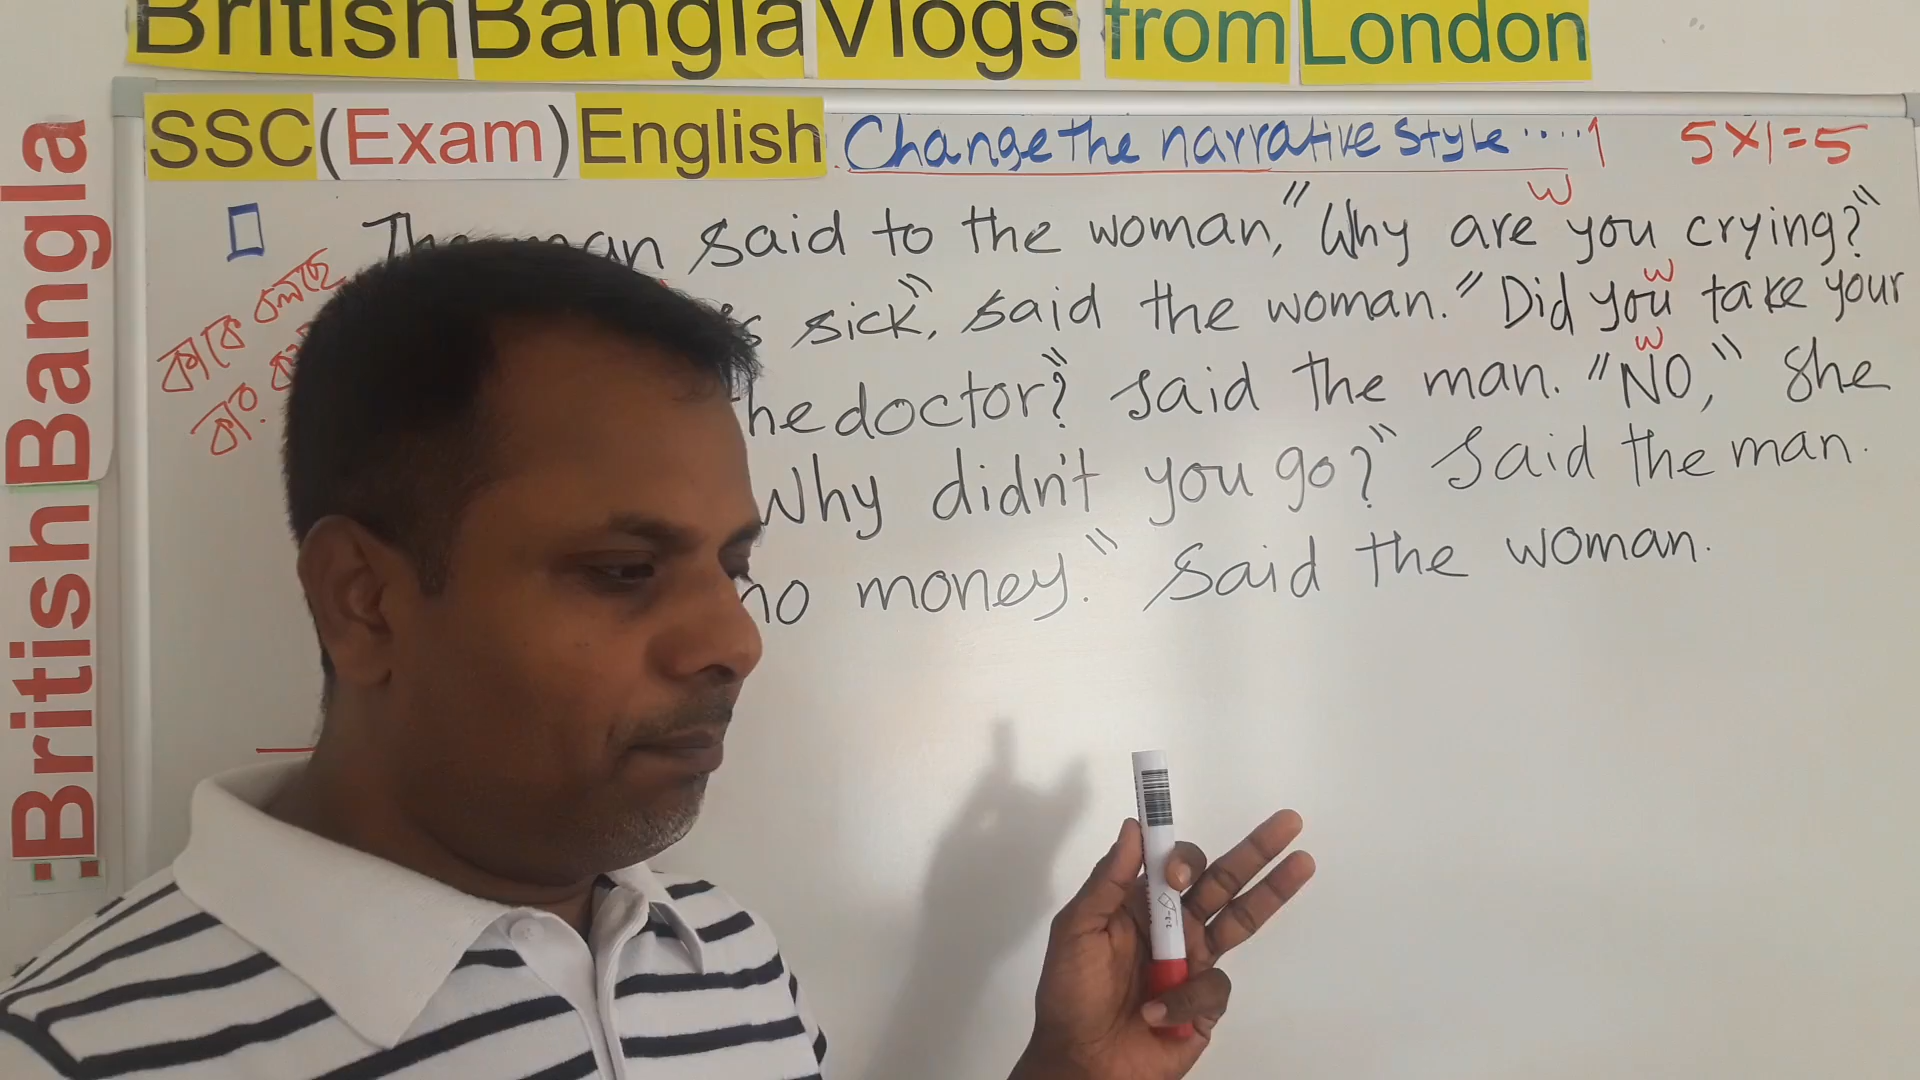 BritishBanglaVlogs from London
SSC(Exam)English Change the narrative style.....1 5X1=5
The man said to the woman, "Why are you crying?"
w
sick", said the woman. "Did you take your
w
কাকে বলছে
the doctor?" said the man. "NO," She
w
Why didn't you go?" Said the man.
no money." Said the woman.
:BritishBangla